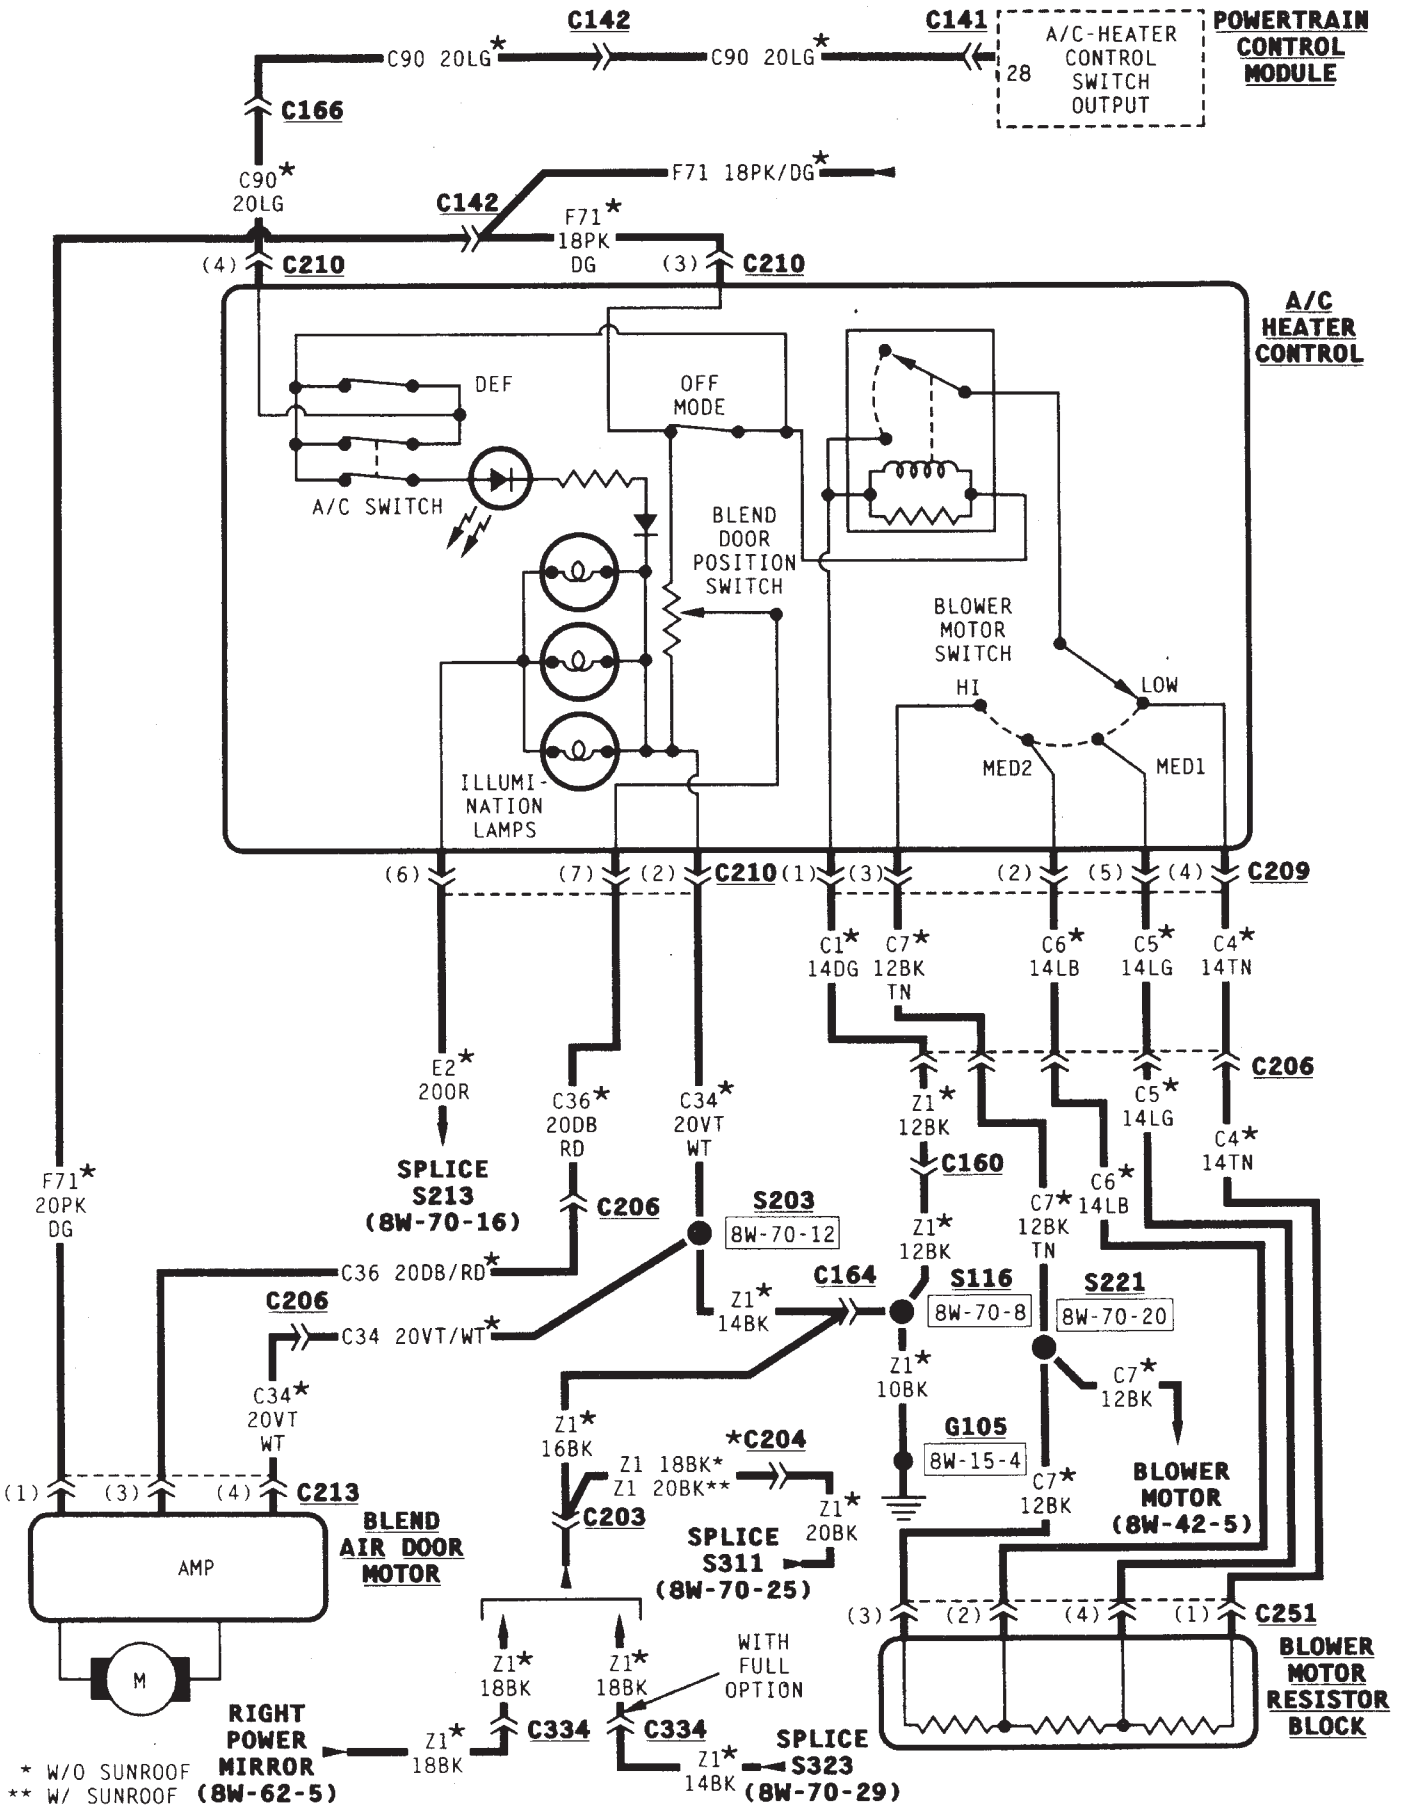 C142
C141
POWERTRAIN
CONTROL
MODULE
C90 20LG*
C90 20LG*
28
A/C-HEATER
CONTROL
SWITCH
OUTPUT
C166
C90*
20LG
F71 18PK/DG*
C142
F71*
18PK
DG
(4) C210
(3) C210
A/C
HEATER
CONTROL
DEF
OFF
MODE
A/C SWITCH
BLEND
DOOR
POSITION
SWITCH
BLOWER
MOTOR
SWITCH
HI
LOW
MED2
MED1
ILLUMI-
NATION
LAMPS
(6) (7) (2) C210 (1) (3) (2) (5) (4) C209
C1*
14DG
C7*
12BK
TN
C6*
14LB
C5*
14LG
C4*
14TN
C206
E2*
20OR
C36*
20DB
RD
C34*
20VT
WT
Z1*
12BK
C5*
14LG
C4*
14TN
C160
SPLICE
S213
(8W-70-16)
F71*
20PK
DG
C206
S203
8W-70-12
Z1*
12BK
C7*
12BK
TN
C6*
14LB
C36 20DB/RD*
C206
C34 20VT/WT*
C164
S116
8W-70-8
S221
8W-70-20
Z1*
14BK
C34*
20VT
WT
Z1*
10BK
C7*
12BK
Z1*
16BK
*C204
G105
8W-15-4
Z1 18BK*
Z1 20BK**
BLOWER
MOTOR
(8W-42-5)
C7*
12BK
(1) (3) (4) C213
BLEND
AIR DOOR
MOTOR
AMP
C203
Z1*
20BK
SPLICE
S311
(8W-70-25)
(3) (2) (4) (1) C251
BLOWER
MOTOR
RESISTOR
BLOCK
WITH
FULL
OPTION
Z1*
18BK
Z1*
18BK
M
C334
C334
RIGHT
POWER
MIRROR
(8W-62-5)
Z1*
18BK
Z1*
14BK
SPLICE
S323
(8W-70-29)
* W/O SUNROOF
** W/ SUNROOF